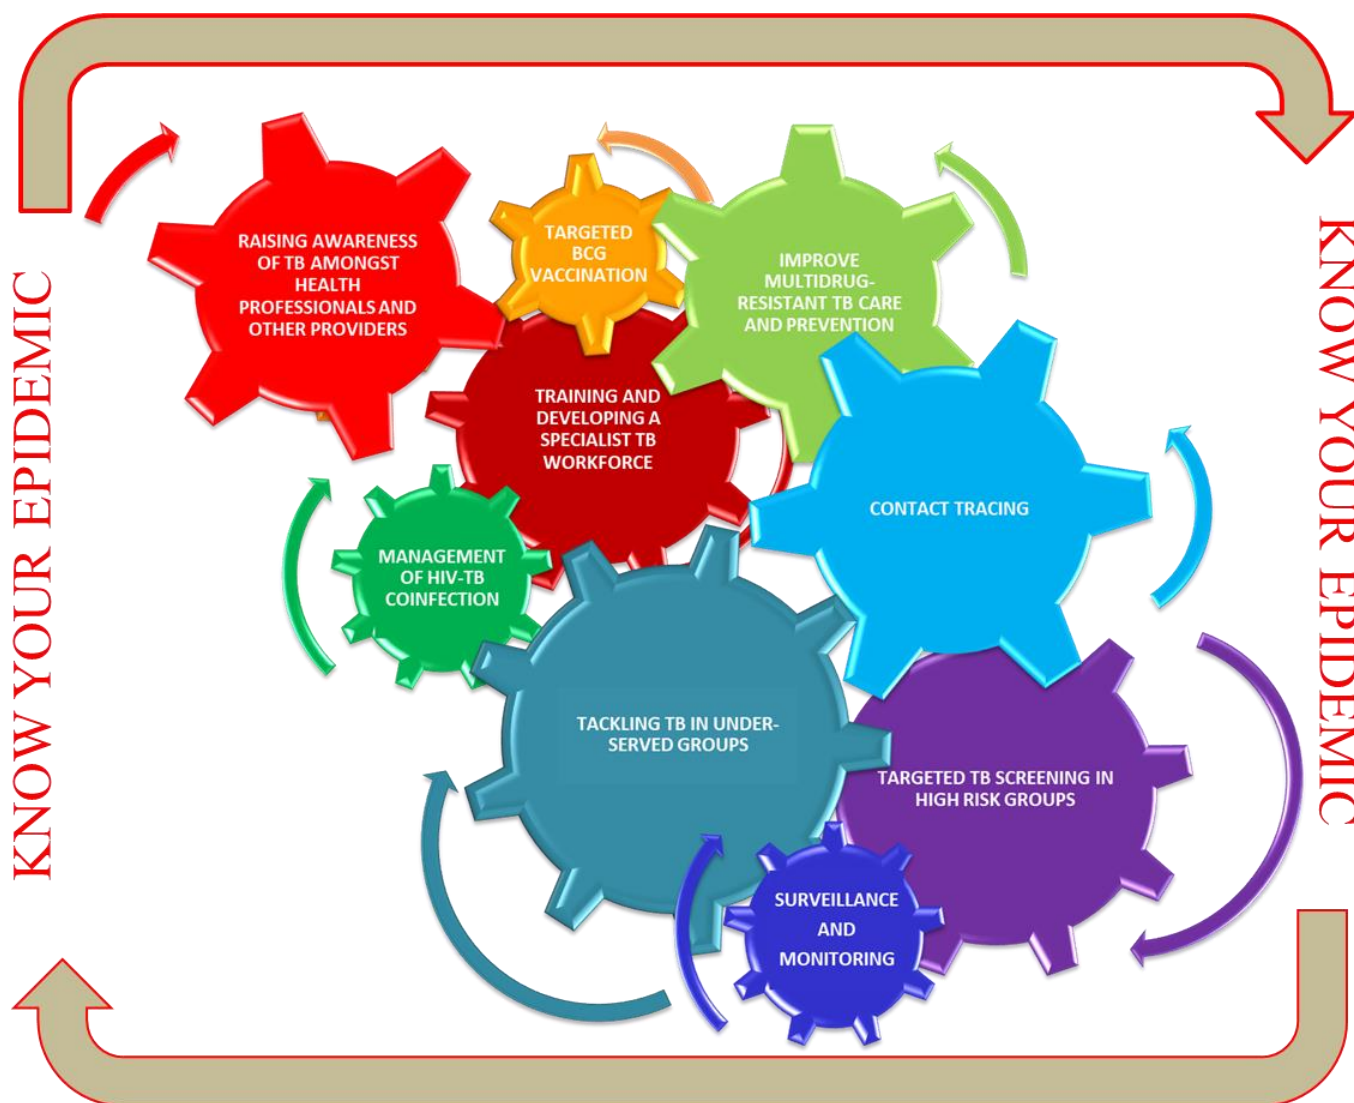 KNOW YOUR EPIDEMIC
RAISING AWARENESS
OF TB AMONGST
HEALTH
PROFESSIONALS AND
OTHER PROVIDERS
TARGETED
BCG
VACCINATION
IMPROVE
MULTIDRUG-
RESISTANT TB CARE
AND PREVENTION
TRAINING AND
DEVELOPING A
SPECIALIST TB
WORKFORCE
CONTACT TRACING
MANAGEMENT
OF HIV-TB
COINFECTION
TACKLING TB IN UNDER-
SERVED GROUPS
TARGETED TB SCREENING IN
HIGH RISK GROUPS
SURVEILLANCE
AND
MONITORING
KNOW YOUR EPIDEMIC